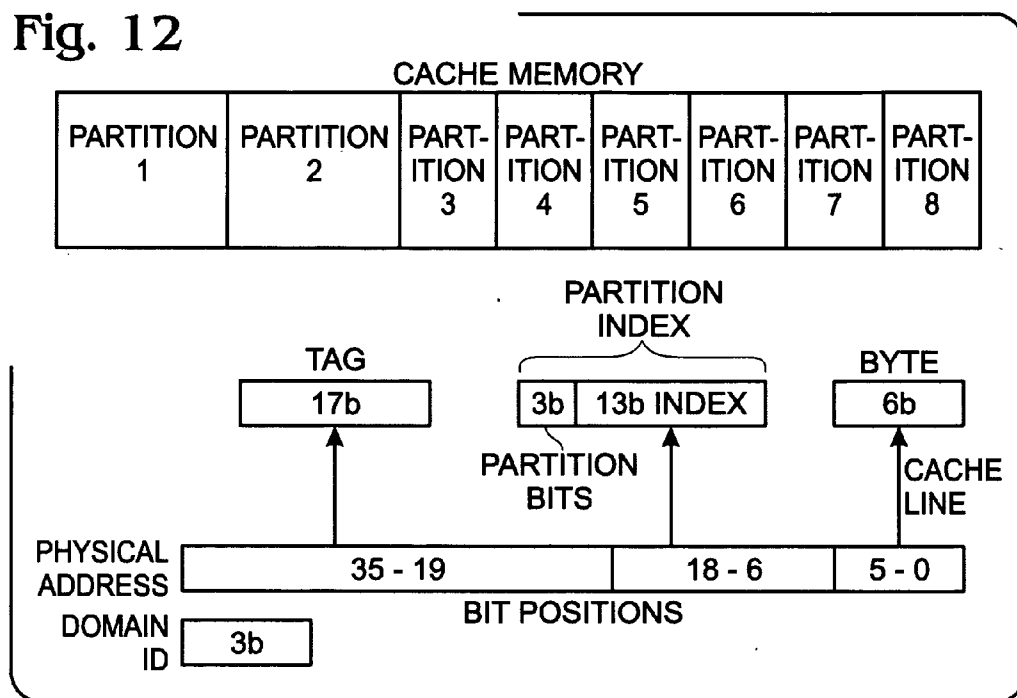 Fig. 12
CACHE MEMORY
PARTITION
1
PARTITION
2
PART-
ITION
3
PART-
ITION
4
PART-
ITION
5
PART-
ITION
6
PART-
ITION
7
PART-
ITION
8
PARTITION
INDEX
TAG
17b
3b
13b INDEX
BYTE
6b
PARTITION
BITS
CACHE
LINE
PHYSICAL
ADDRESS
35 - 19
18 - 6
5 - 0
BIT POSITIONS
DOMAIN
ID
3b